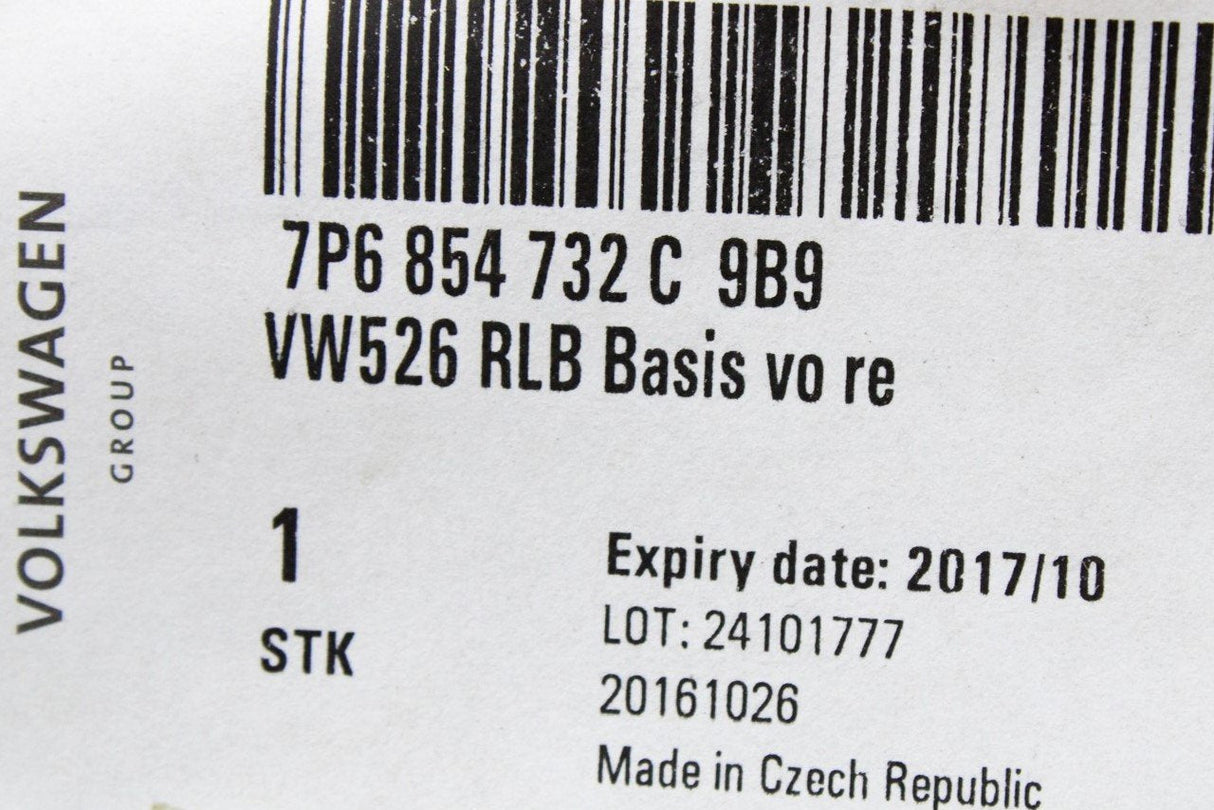 VOLKSWAGEN
GROUP
7P6 854 732 C 9B9
VW526 RLB Basis vo re
1
STK
Expiry date: 2017/10
LOT: 24101777
20161026
Made in Czech Republic